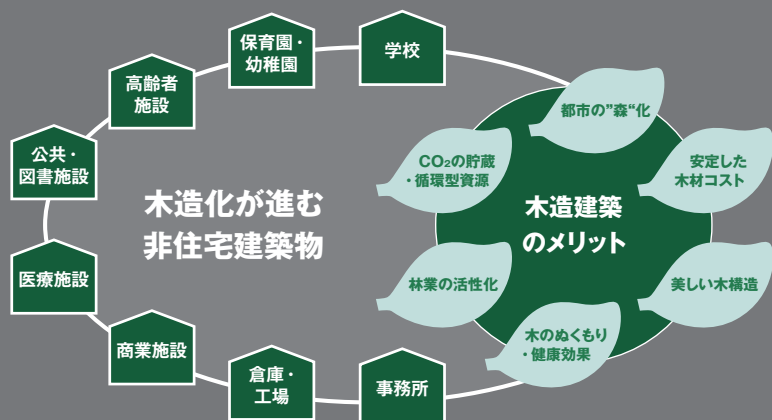 保育園・
幼稚園
学校
高齢者
施設
公共・
図書施設
医療施設
商業施設
倉庫・
工場
事務所
木造化が進む
非住宅建築物
都市の”森“化
CO₂の貯蔵
・循環型資源
安定した
木材コスト
木造建築
のメリット
林業の活性化
美しい木構造
木のぬくもり
・健康効果